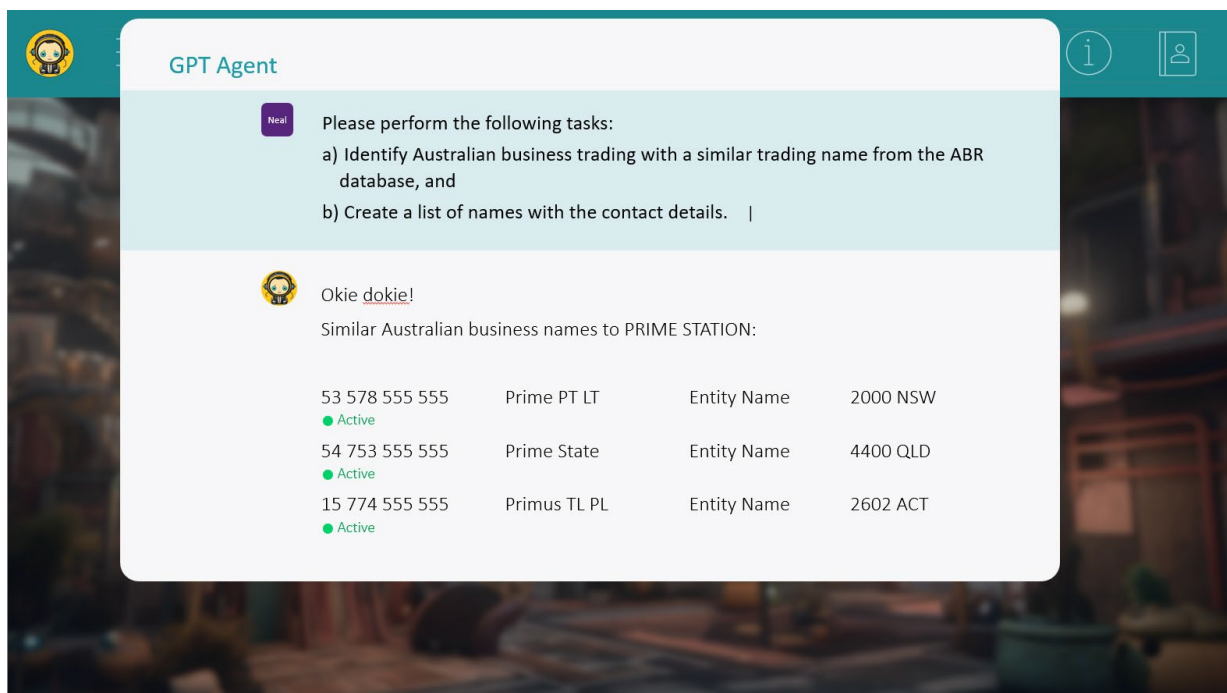 GPT Agent
Neal
Please perform the following tasks:
a) Identify Australian business trading with a similar trading name from the ABR
database, and
b) Create a list of names with the contact details. |
Okie dokie!
Similar Australian business names to PRIME STATION:
53 578 555 555 Prime PT LT Entity Name 2000 NSW
Active
54 753 555 555 Prime State Entity Name 4400 QLD
Active
15 774 555 555 Primus TL PL Entity Name 2602 ACT
Active